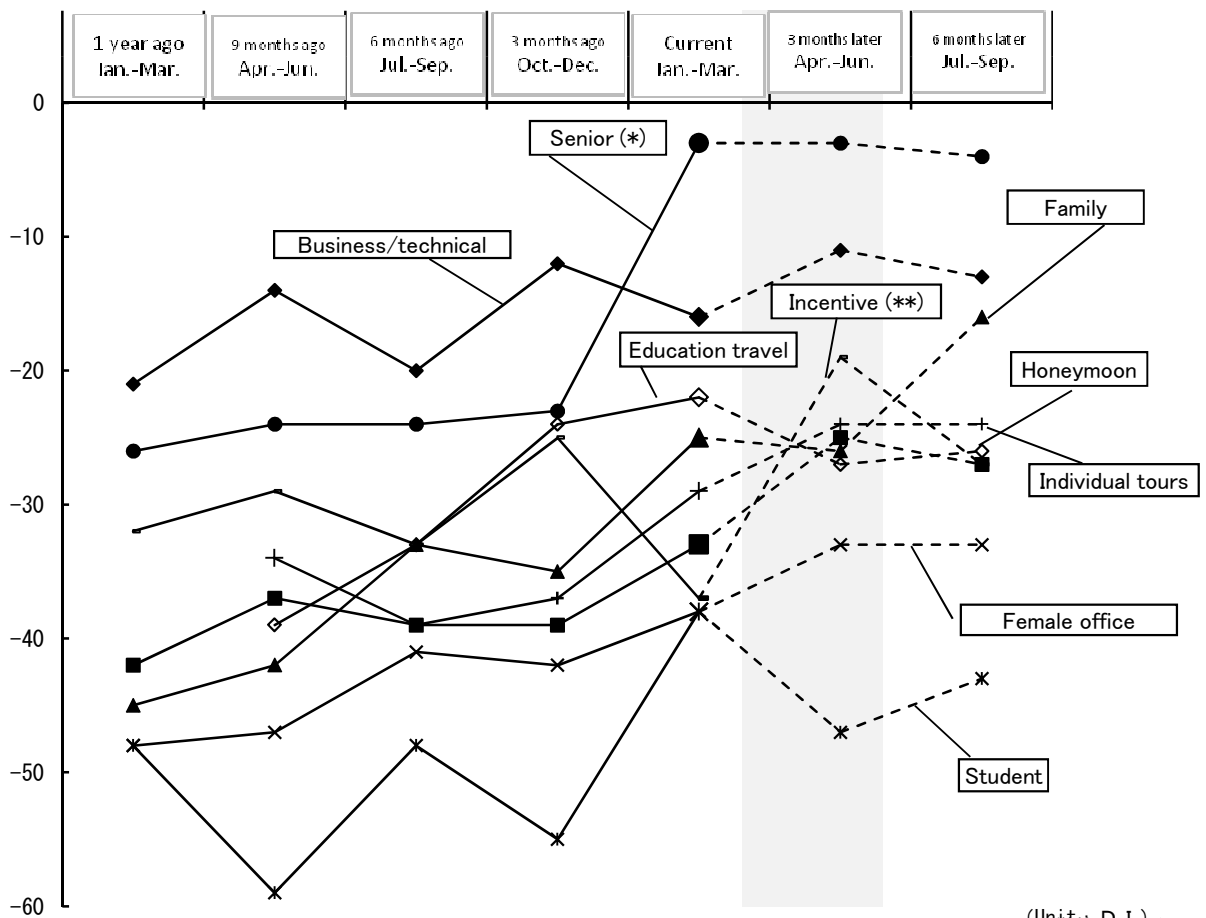 1 year ago
Jan.-Mar.
9 months ago
Apr.-Jun.
6 months ago
Jul.-Sep.
3 months ago
Oct.-Dec.
Current
Jan.-Mar.
3 months later
Apr.-Jun.
6 months later
Jul.-Sep.
0
-10
-20
-30
-40
-50
-60
Senior (*)
Business/technical
Family
Incentive (**)
Education travel
Honeymoon
Individual tours
Female office
Student
(Unit: D.I.)